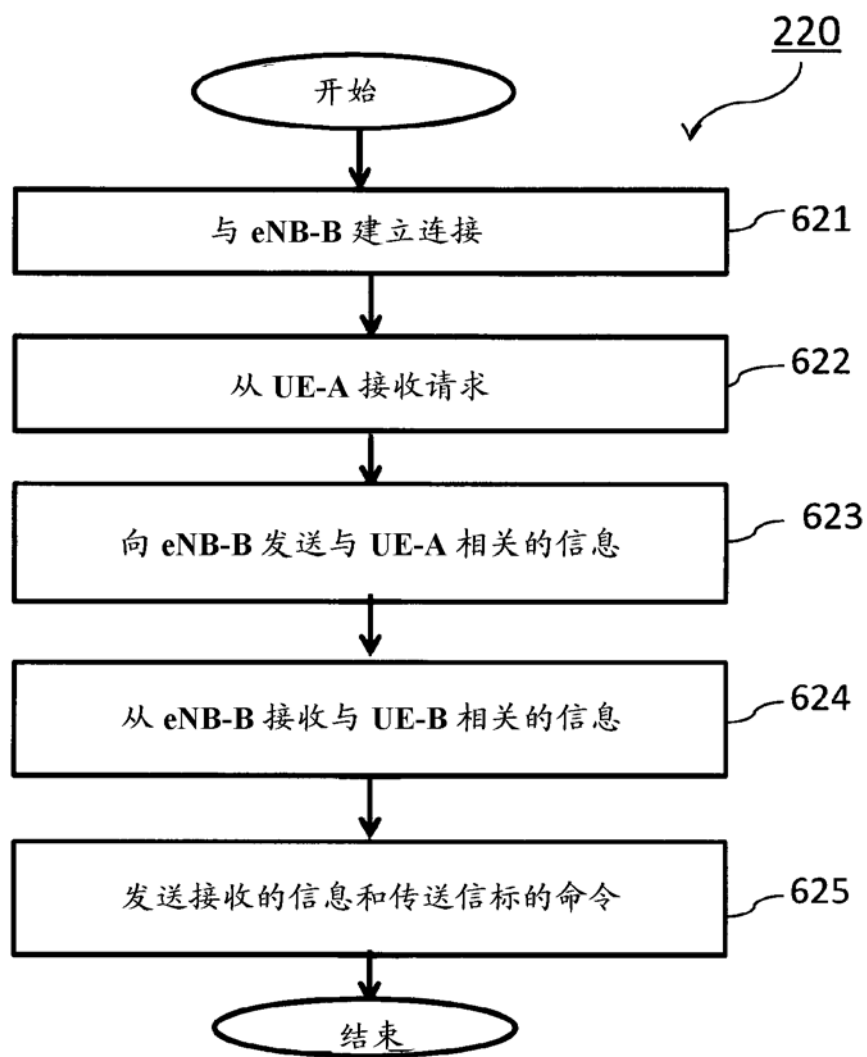 220
开始
与 eNB-B 建立连接
621
从 UE-A 接收请求
622
向 eNB-B 发送与 UE-A 相关的信息
623
从 eNB-B 接收与 UE-B 相关的信息
624
发送接收的信息和传送信标的命令
625
结束